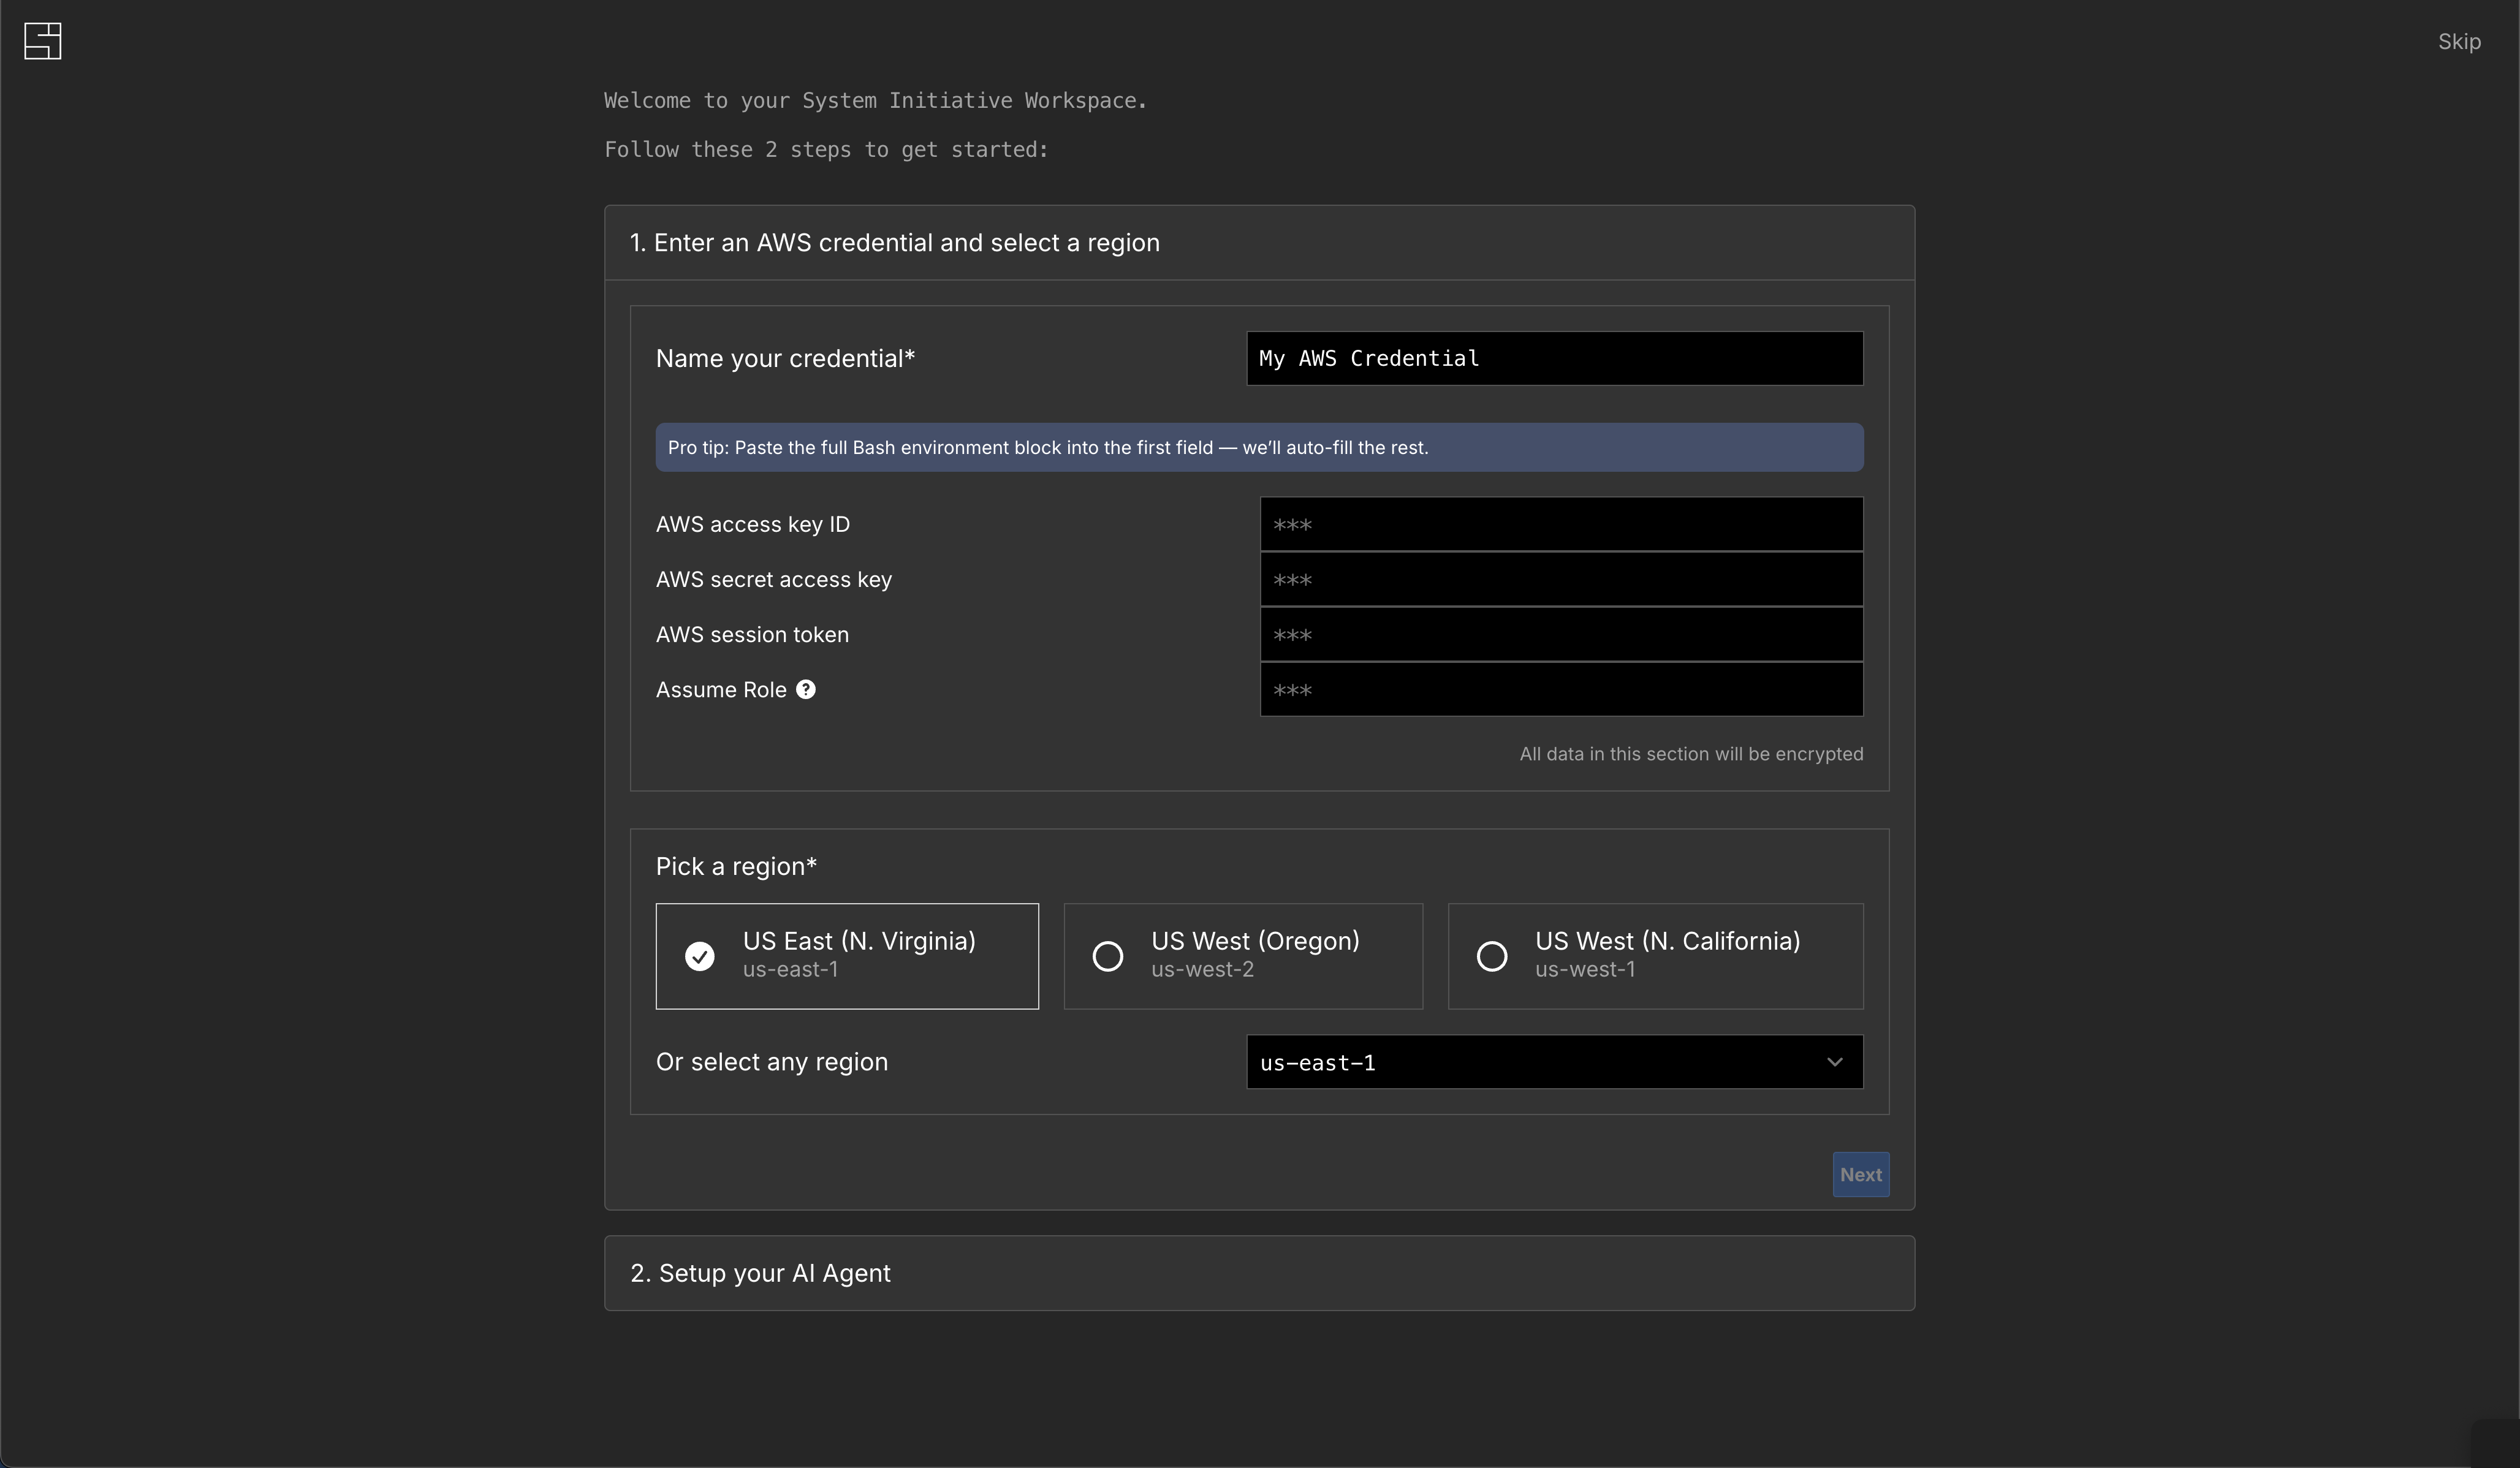 Skip
Welcome to your System Initiative Workspace.
Follow these 2 steps to get started:
1. Enter an AWS credential and select a region
Name your credential*
My AWS Credential
Pro tip: Paste the full Bash environment block into the first field — we’ll auto-fill the rest.
AWS access key ID
***
AWS secret access key
***
AWS session token
***
Assume Role ?
***
All data in this section will be encrypted
Pick a region*
US East (N. Virginia)
us-east-1
US West (Oregon)
us-west-2
US West (N. California)
us-west-1
Or select any region
us-east-1
Next
2. Setup your AI Agent